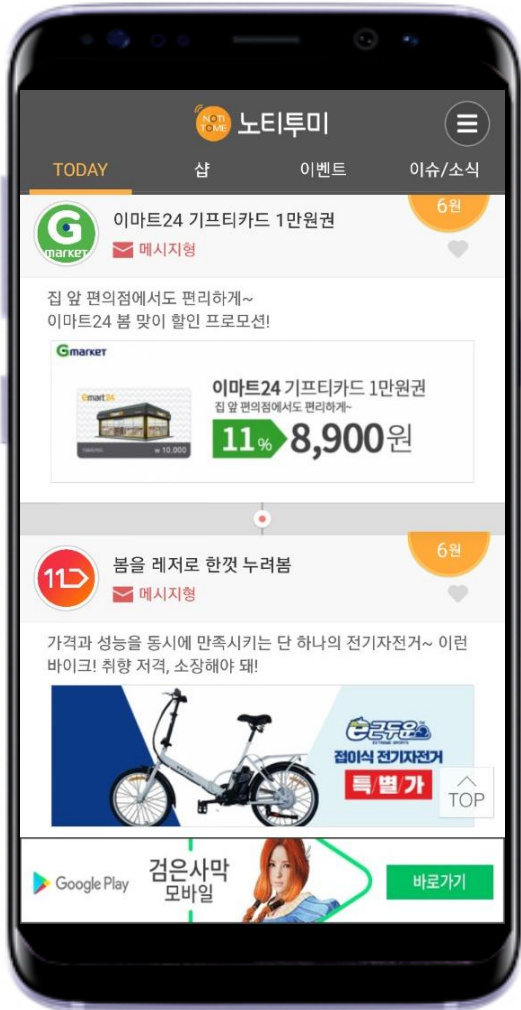 NOTI TOME 노티투미
TODAY 샵 이벤트 이슈/소식
G market
이마트24 기프티카드 1만원권
6원
메시지형
집 앞 편의점에서도 편리하게~
이마트24 봄 맞이 할인 프로모션!
Gmarket
emart24
₩ 10,000
이마트24 기프티카드 1만원권
집 앞 편의점에서도 편리하게~
11% 8,900원
11
봄을 레저로 한껏 누려봄
6원
메시지형
가격과 성능을 동시에 만족시키는 단 하나의 전기자전거~ 이런
바이크! 취향 저격, 소장해야 돼!
접이식 전기자전거
특/별/가
TOP
Google Play
검은사막
모바일
바로가기